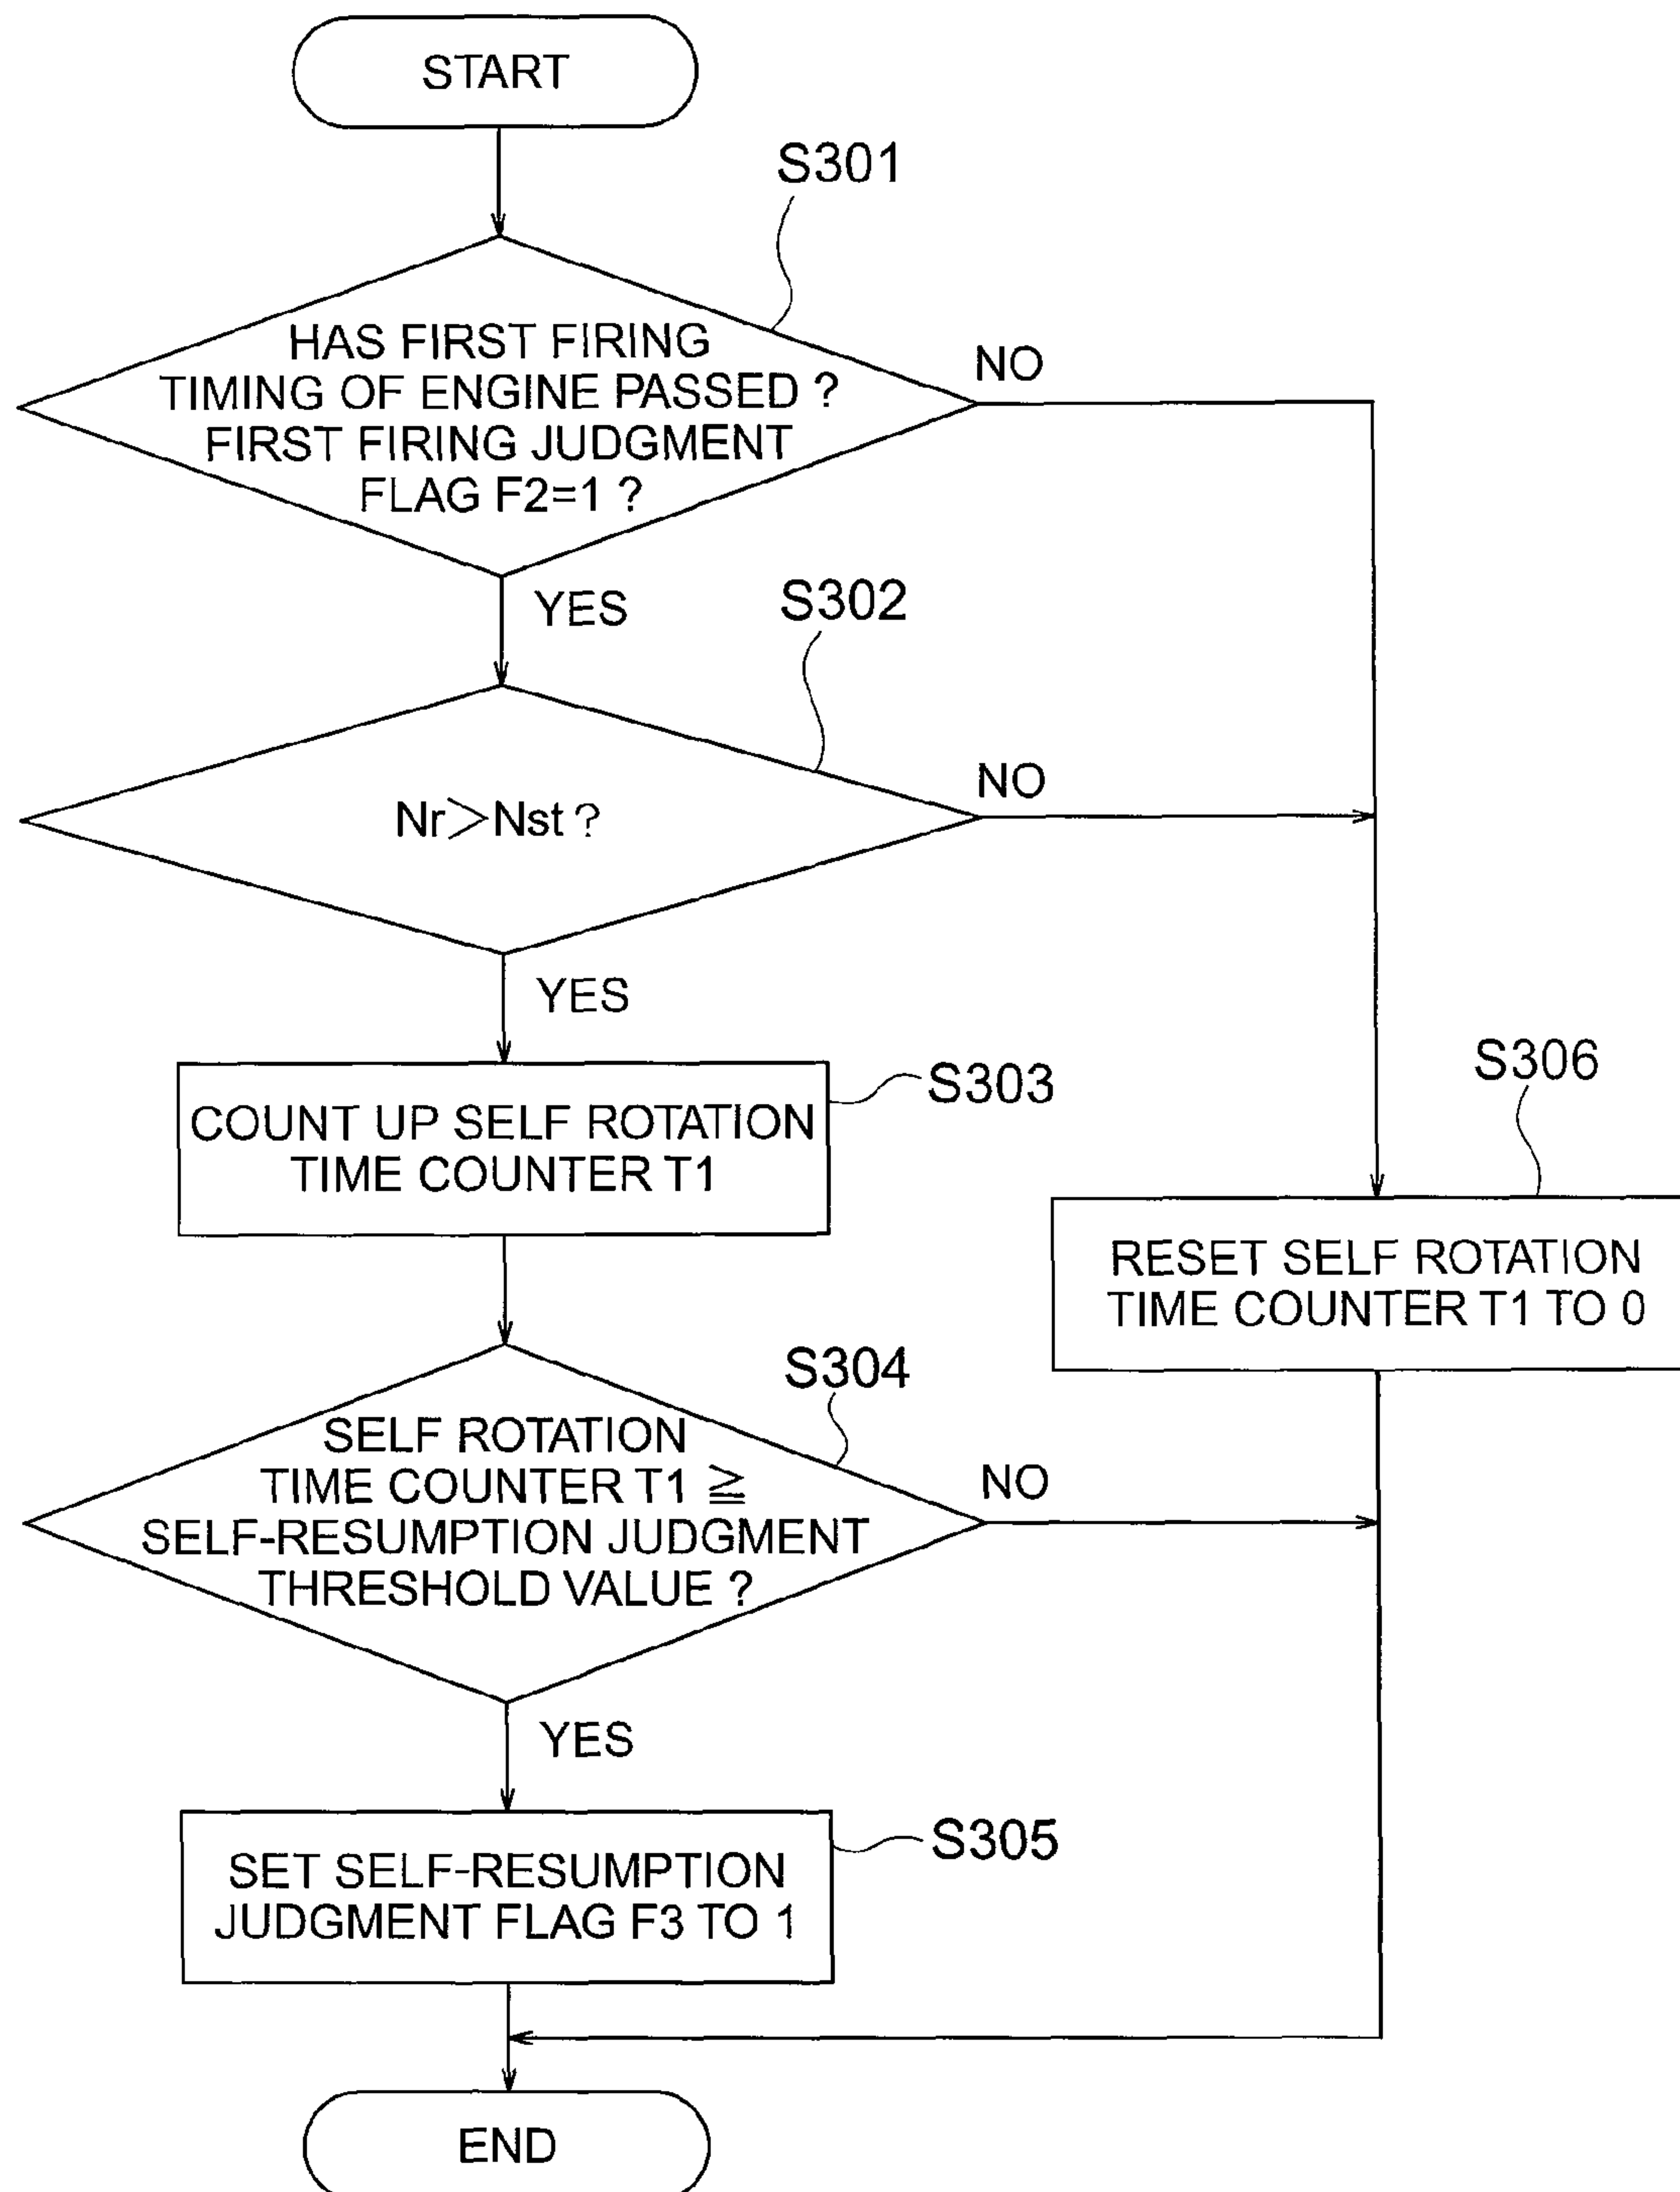 START
S301
HAS FIRST FIRING
TIMING OF ENGINE PASSED ?
FIRST FIRING JUDGMENT
FLAG F2=1 ?
NO
YES
S302
Nr>Nst ?
NO
YES
S303
COUNT UP SELF ROTATION
TIME COUNTER T1
S306
RESET SELF ROTATION
TIME COUNTER T1 TO 0
S304
SELF ROTATION
TIME COUNTER T1 ≧
SELF-RESUMPTION JUDGMENT
THRESHOLD VALUE ?
NO
YES
S305
SET SELF-RESUMPTION
JUDGMENT FLAG F3 TO 1
END